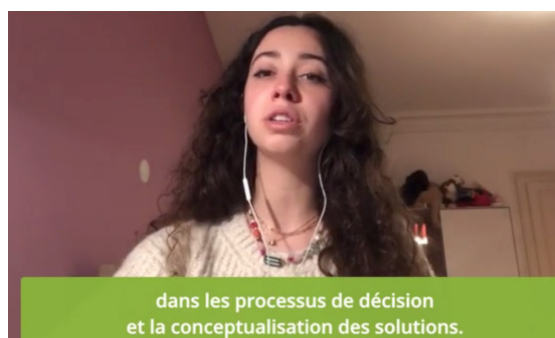 dans les processus de décision
et la conceptualisation des solutions.